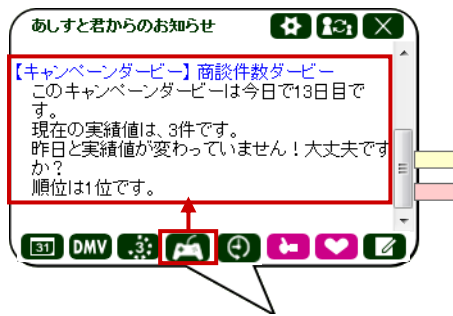 あしすと君からのお知らせ
【キャンペーンダービー】商談件数ダービー
このキャンペーンダービーは今日で13日目で
す。
現在の実績値は、3件です。
昨日と実績値が変わっていません！大丈夫です
か？
順位は1位です。
31 DMV 3